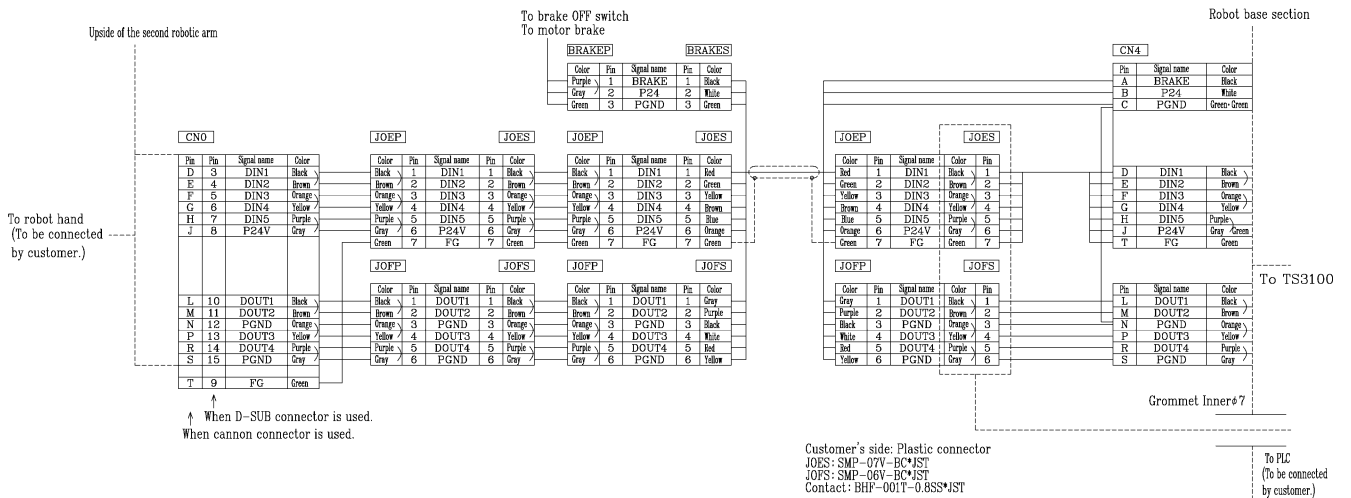 To brake OFF switch
To motor brake
Robot base section
Upside of the second robotic arm
BRAKEP BRAKES
Color Pin Signal name Pin Color
Purple 1 BRAKE 1 Black
Gray 2 P24 2 White
Green 3 PGND 3 Green
CN4
Pin Signal name Color
A BRAKE Black
B P24 White
C PGND Green·Green
CN0
Pin Pin Signal name Color
D 3 DIN1 Black
E 4 DIN2 Brown
F 5 DIN3 Orange
G 6 DIN4 Yellow
H 7 DIN5 Purple
J 8 P24V Gray
L 10 DOUT1 Black
M 11 DOUT2 Brown
N 12 PGND Orange
P 13 DOUT3 Yellow
R 14 DOUT4 Purple
S 15 PGND Gray
T 9 FG Green
JOEP JOES
Color Pin Signal name Pin Color
Black 1 DIN1 1 Black
Brown 2 DIN2 2 Brown
Orange 3 DIN3 3 Orange
Yellow 4 DIN4 4 Yellow
Purple 5 DIN5 5 Purple
Gray 6 P24V 6 Gray
Green 7 FG 7 Green
JOEP JOES
Color Pin Signal name Pin Color
Black 1 DIN1 1 Red
Brown 2 DIN2 2 Green
Orange 3 DIN3 3 Yellow
Yellow 4 DIN4 4 Brown
Purple 5 DIN5 5 Blue
Gray 6 P24V 6 Orange
Green 7 FG 7 Green
JOEP JOES
Color Pin Signal name Color Pin
Red 1 DIN1 Black 1
Green 2 DIN2 Brown 2
Yellow 3 DIN3 Orange 3
Brown 4 DIN4 Yellow 4
Blue 5 DIN5 Purple 5
Orange 6 P24V Gray 6
Green 7 FG Green 7
D DIN1 Black
E DIN2 Brown
F DIN3 Orange
G DIN4 Yellow
H DIN5 Purple
J P24V Gray Green
T FG Green
To robot hand
(To be connected
by customer.)
JOFP JOFS
Color Pin Signal name Pin Color
Black 1 DOUT1 1 Black
Brown 2 DOUT2 2 Brown
Orange 3 PGND 3 Orange
Yellow 4 DOUT3 4 Yellow
Purple 5 DOUT4 5 Purple
Gray 6 PGND 6 Gray
JOFP JOFS
Color Pin Signal name Pin Color
Black 1 DOUT1 1 Gray
Brown 2 DOUT2 2 Purple
Orange 3 PGND 3 Black
Yellow 4 DOUT3 4 White
Purple 5 DOUT4 5 Red
Gray 6 PGND 6 Yellow
JOFP JOFS
Color Pin Signal name Color Pin
Gray 1 DOUT1 Black 1
Purple 2 DOUT2 Brown 2
Black 3 PGND Orange 3
White 4 DOUT3 Yellow 4
Red 5 DOUT4 Purple 5
Yellow 6 PGND Gray 6
To TS3100
L DOUT1 Black
M DOUT2 Brown
N PGND Orange
P DOUT3 Yellow
R DOUT4 Purple
S PGND Gray
Grommet Innerφ7
When D-SUB connector is used.
When cannon connector is used.
Customer's side: Plastic connector
JOES: SMP-07V-BC*JST
JOFS: SMP-06V-BC*JST
Contact: BHF-001T-0.8SS*JST
To PLC
(To be connected
by customer.)